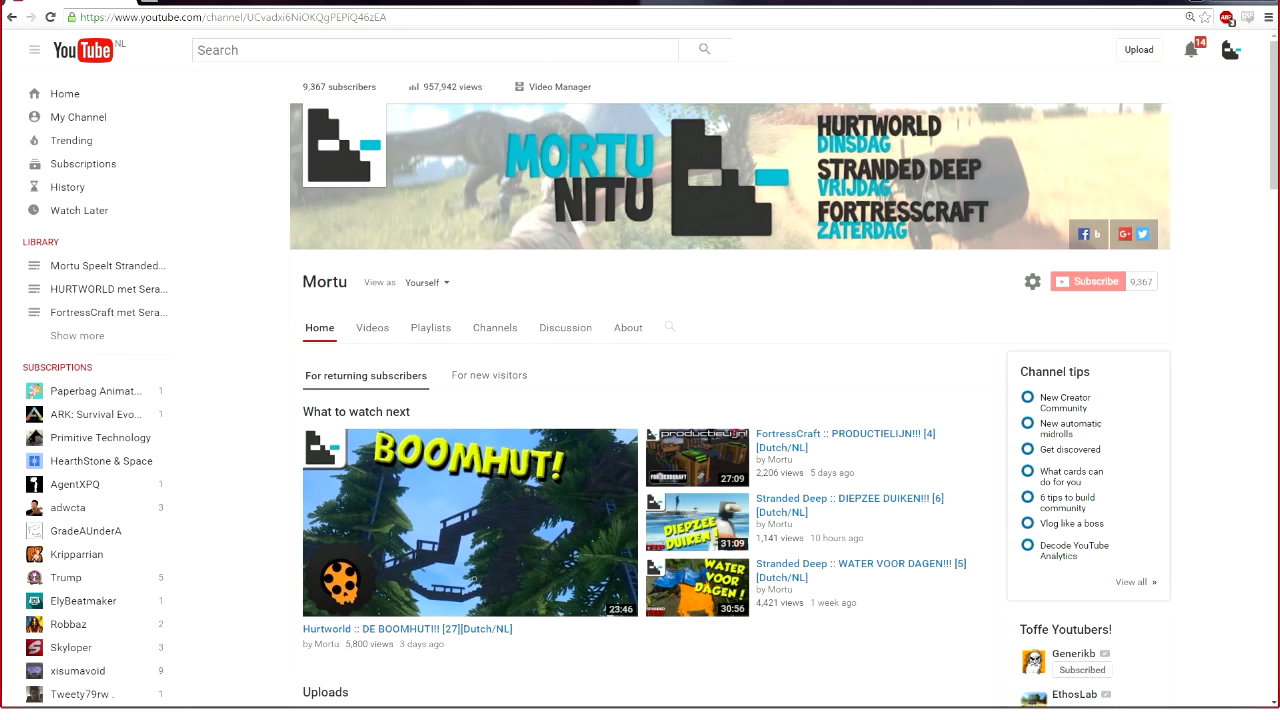 https://www.youtube.com/channel/UCvadxi6NiOKQgPEPiQ46zEA
YouTube NL
Search
Upload
14
9,367 subscribers
957,942 views
Video Manager
Home
My Channel
Trending
Subscriptions
History
Watch Later
LIBRARY
Mortu Speelt Stranded...
HURTWORLD met Sera...
FortressCraft met Sera...
Show more
SUBSCRIPTIONS
Paperbag Animat... 1
ARK: Survival Evo... 1
Primitive Technology
HearthStone & Space
AgentXPQ 1
adwcta 3
GradeAUnderA
Kripparrian
Trump 5
ElyBeatmaker 1
Robbaz 2
Skyloper 3
xisumavoid 9
Tweety79rw . 1
MORTU
NITU
HURTWORLD
DINSDAG
STRANDED DEEP
VRIJDAG
FORTRESSCRAFT
ZATERDAG
Mortu
View as Yourself
Subscribe 9,367
Home Videos Playlists Channels Discussion About
For returning subscribers For new visitors
What to watch next
BOOMHUT!
23:46
Hurtworld :: DE BOOMHUT!!! [27][Dutch/NL]
by Mortu 5,800 views 3 days ago
productielijn!
27:09
FortressCraft :: PRODUCTIELIJN!!! [4]
[Dutch/NL]
by Mortu
2,206 views 5 days ago
DIEPZEE
DUIKEN!
31:09
Stranded Deep :: DIEPZEE DUIKEN!!! [6]
[Dutch/NL]
by Mortu
1,141 views 10 hours ago
WATER
VOOR
DAGEN!
30:56
Stranded Deep :: WATER VOOR DAGEN!!! [5]
[Dutch/NL]
by Mortu
4,421 views 1 week ago
Uploads
Channel tips
New Creator
Community
New automatic
midrolls
Get discovered
What cards can
do for you
6 tips to build
community
Vlog like a boss
Decode YouTube
Analytics
View all »
Toffe Youtubers!
Generikb
Subscribed
EthosLab